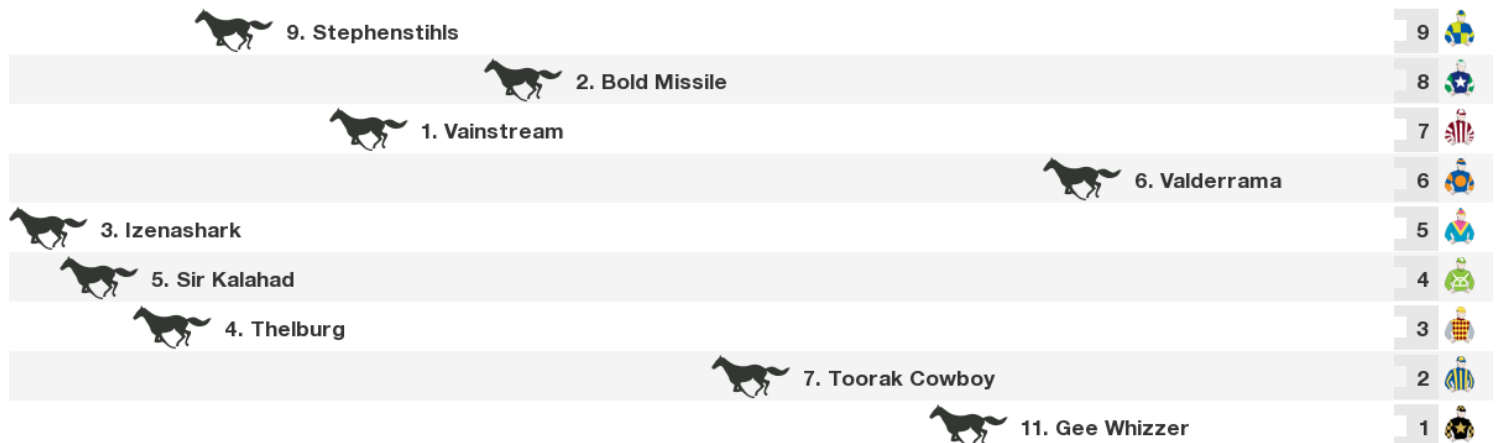 9. Stephenstihls 9
2. Bold Missile 8
1. Vainstream 7
6. Valderrama 6
3. Izenashark 5
5. Sir Kalahad 4
4. Thelburg 3
7. Toorak Cowboy 2
11. Gee Whizzer 1